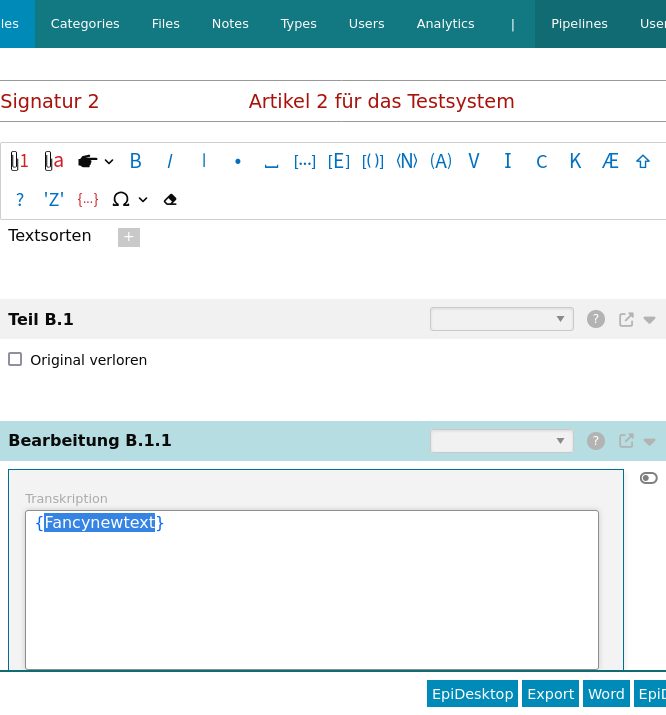 les Categories Files Notes Types Users Analytics | Pipelines User
Signatur 2 Artikel 2 für das Testsystem
1 a B I | • [...] [E] [()] ⟨N⟩ (A) V I C K Æ
? 'Z' {...} Ω
Textsorten +
Teil B.1 ?
Original verloren
Bearbeitung B.1.1 ?
Transkription
{Fancynewtext}
EpiDesktop Export Word EpiD